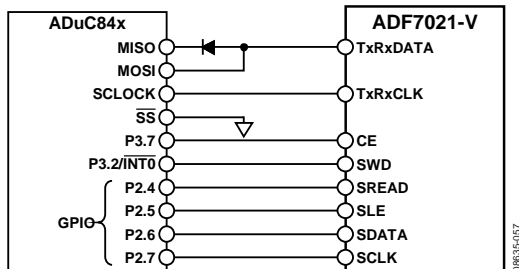 ADuC84x
ADF7021-V
MISO
TxRxDATA
MOSI
SCLOCK
TxRxCLK
SS
P3.7
CE
P3.2/INT0
SWD
GPIO
P2.4
SREAD
P2.5
SLE
P2.6
SDATA
P2.7
SCLK
08635-057